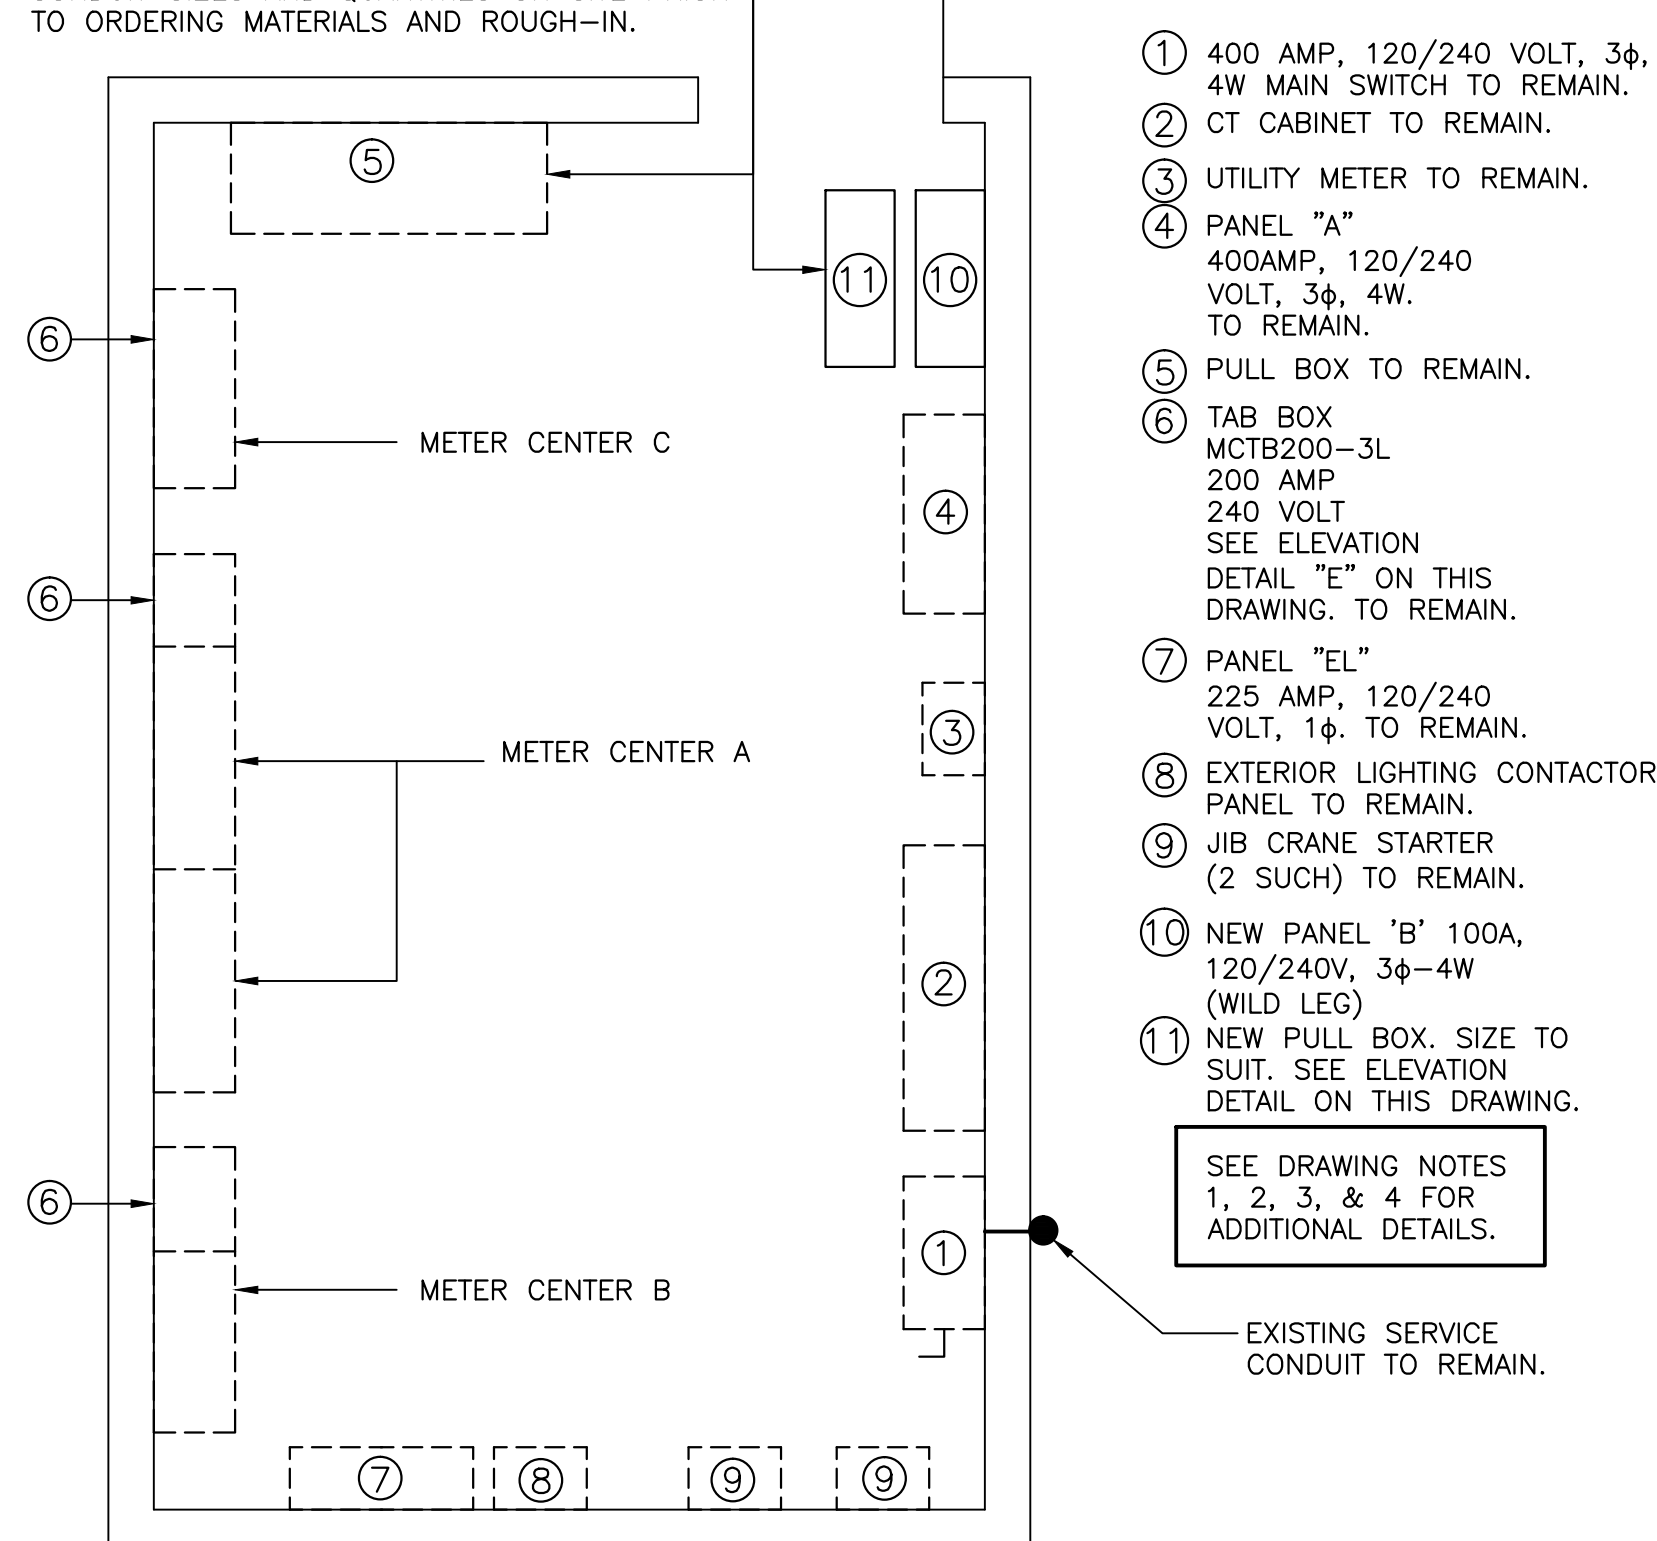 TO ORDERING MATERIALS AND ROUGH-IN.
5
11
10
6
METER CENTER C
4
6
3
METER CENTER A
2
6
1
METER CENTER B
7
8
9
9
1 400 AMP, 120/240 VOLT, 3ϕ,
4W MAIN SWITCH TO REMAIN.
2 CT CABINET TO REMAIN.
3 UTILITY METER TO REMAIN.
4 PANEL "A"
400AMP, 120/240
VOLT, 3ϕ, 4W.
TO REMAIN.
5 PULL BOX TO REMAIN.
6 TAB BOX
MCTB200-3L
200 AMP
240 VOLT
SEE ELEVATION
DETAIL "E" ON THIS
DRAWING. TO REMAIN.
7 PANEL "EL"
225 AMP, 120/240
VOLT, 1ϕ. TO REMAIN.
8 EXTERIOR LIGHTING CONTACTOR
PANEL TO REMAIN.
9 JIB CRANE STARTER
(2 SUCH) TO REMAIN.
10 NEW PANEL 'B' 100A,
120/240V, 3ϕ-4W
(WILD LEG)
11 NEW PULL BOX. SIZE TO
SUIT. SEE ELEVATION
DETAIL ON THIS DRAWING.
SEE DRAWING NOTES
1, 2, 3, & 4 FOR
ADDITIONAL DETAILS.
EXISTING SERVICE
CONDUIT TO REMAIN.